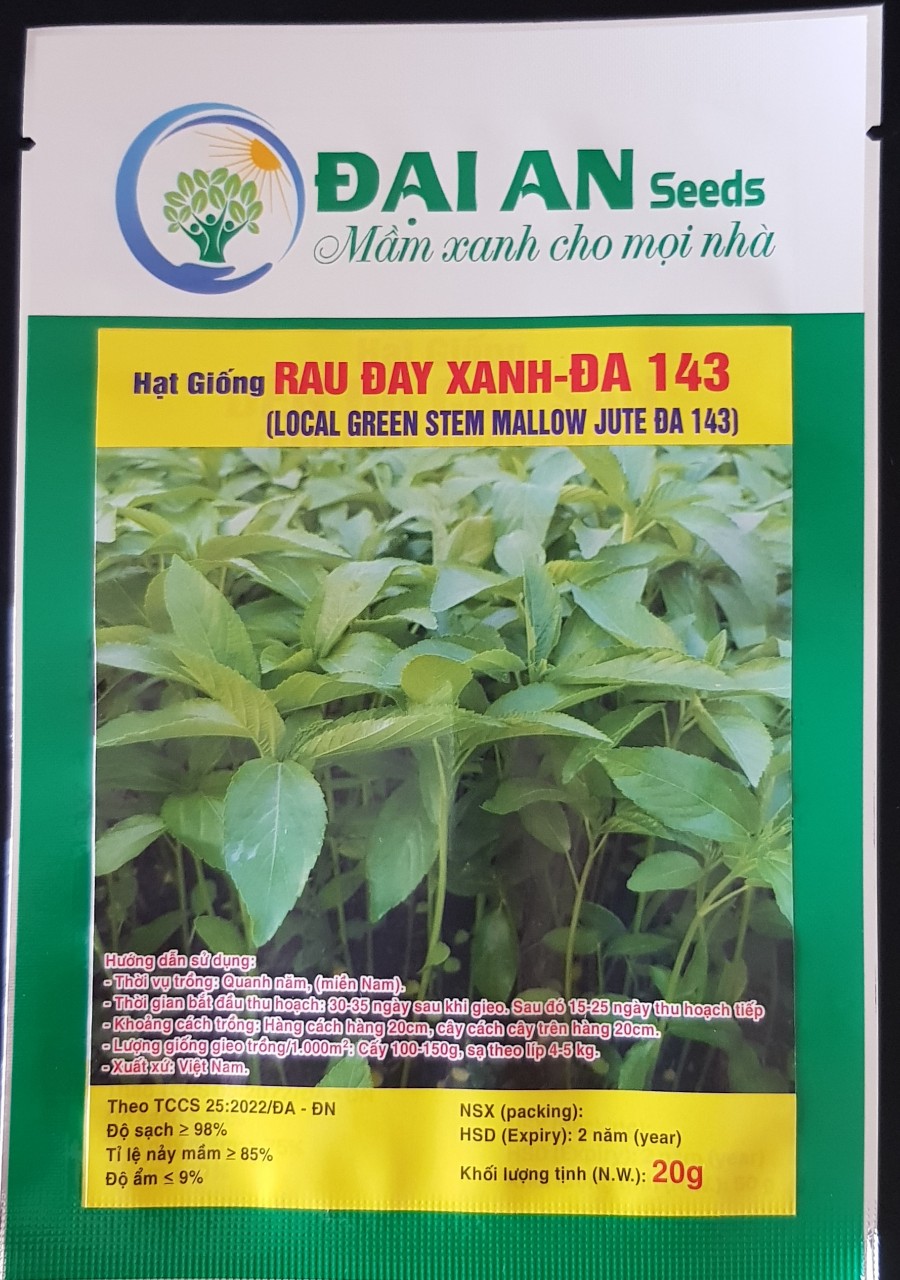 ĐẠI AN Seeds
Mầm xanh cho mọi nhà
Hạt Giống RAU ĐAY XANH-ĐA 143
(LOCAL GREEN STEM MALLOW JUTE ĐA 143)
Hướng dẫn sử dụng:
- Thời vụ trồng: Quanh năm, (miền Nam).
- Thời gian bắt đầu thu hoạch: 30-35 ngày sau khi gieo. Sau đó 15-25 ngày thu hoạch tiếp
- Khoảng cách trồng: Hàng cách hàng 20cm, cây cách cây trên hàng 20cm.
- Lượng giống gieo trồng/1.000m²: Cấy 100-150g, sạ theo líp 4-5 kg.
- Xuất xứ: Việt Nam.
Theo TCCS 25:2022/ĐA - ĐN
Độ sạch ≥ 98%
Tỉ lệ nảy mầm ≥ 85%
Độ ẩm ≤ 9%
NSX (packing):
HSD (Expiry): 2 năm (year)
Khối lượng tịnh (N.W.): 20g